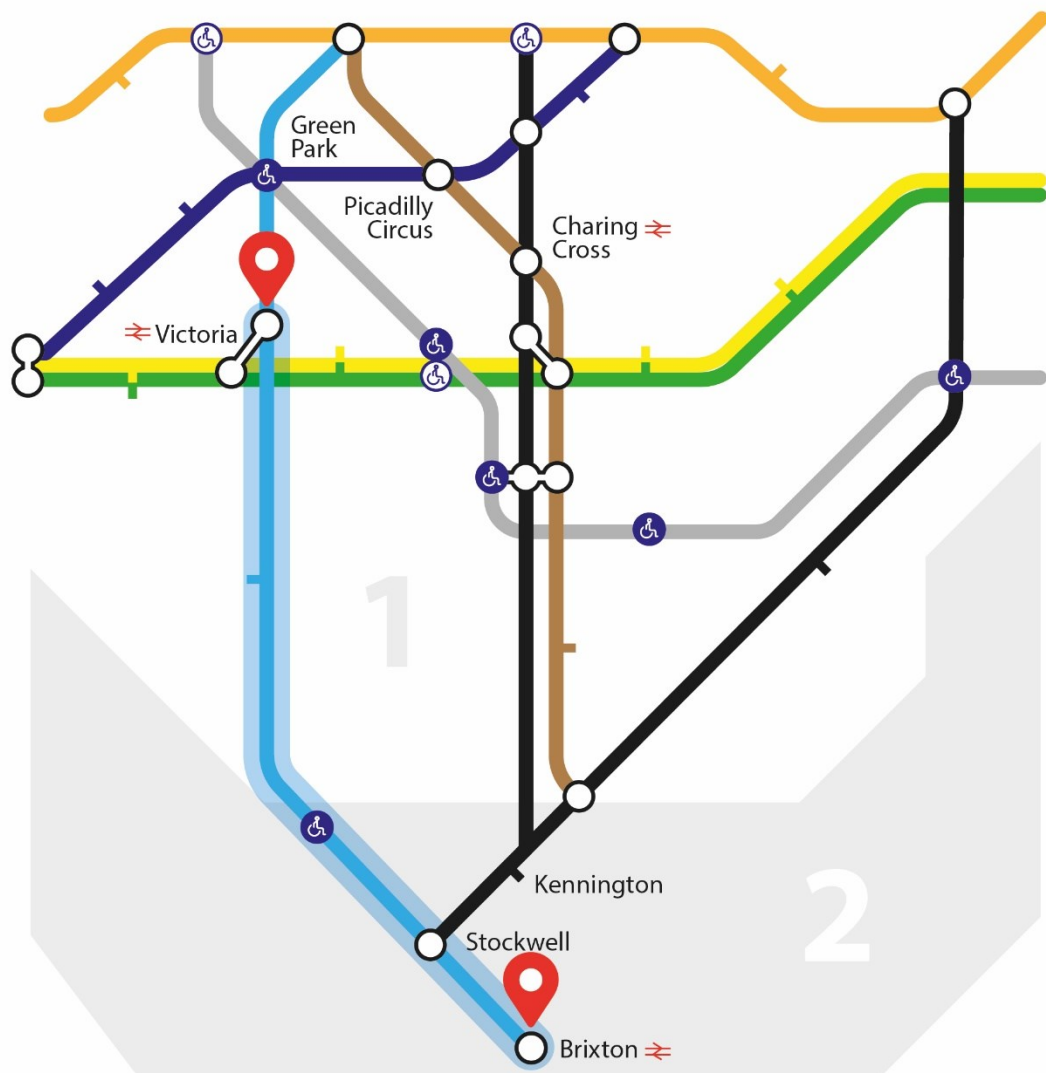 Green
Park
Picadilly
Circus
Charing
Cross
Victoria
1
Kennington
2
Stockwell
Brixton